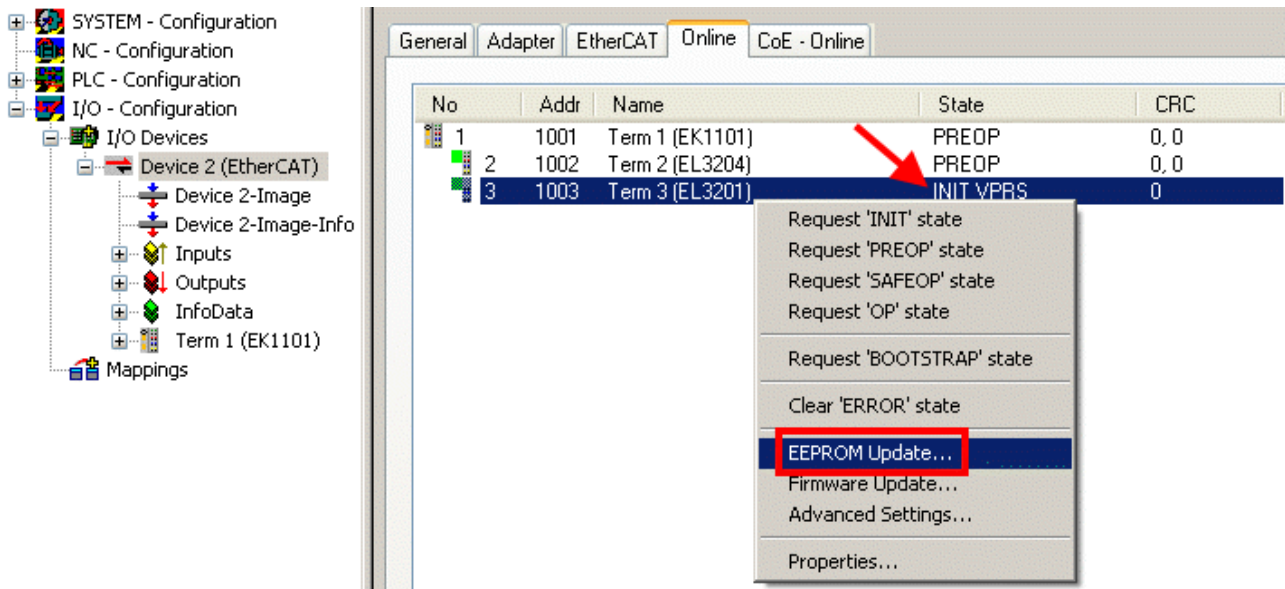 SYSTEM - Configuration
NC - Configuration
PLC - Configuration
I/O - Configuration
I/O Devices
Device 2 (EtherCAT)
Device 2-Image
Device 2-Image-Info
Inputs
Outputs
InfoData
Term 1 (EK1101)
Mappings
General Adapter EtherCAT Online CoE - Online
No Addr Name State CRC
1 1001 Term 1 (EK1101) PREOP 0, 0
2 1002 Term 2 (EL3204) PREOP 0, 0
3 1003 Term 3 (EL3201) INIT VPRS 0
Request 'INIT' state
Request 'PREOP' state
Request 'SAFEOP' state
Request 'OP' state
Request 'BOOTSTRAP' state
Clear 'ERROR' state
EEPROM Update...
Firmware Update...
Advanced Settings...
Properties...